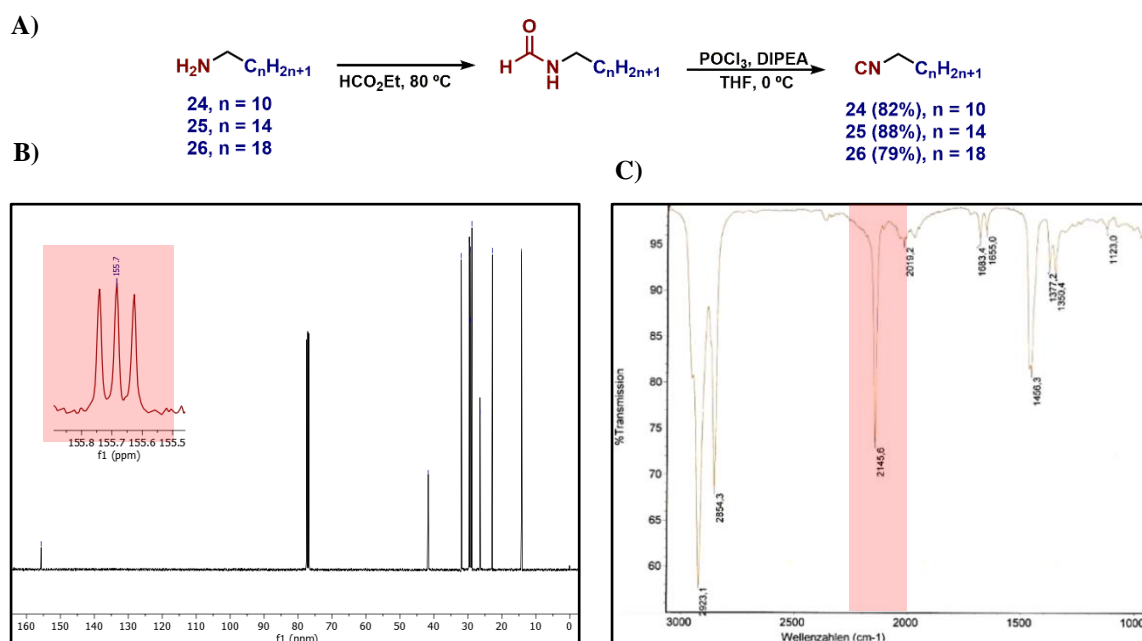 A)
H₂N CₙH₂ₙ₊₁
24, n = 10
25, n = 14
26, n = 18
HCO₂Et, 80 ºC
O
H N CₙH₂ₙ₊₁
H
POCl₃, DIPEA
THF, 0 ºC
CN CₙH₂ₙ₊₁
24 (82%), n = 10
25 (88%), n = 14
26 (79%), n = 18
B)
155.7
155.8 155.7 155.6 155.5
f1 (ppm)
160 150 140 130 120 110 100 90 80 70 60 50 40 30 20 10 0
f1 (ppm)
C)
%Transmission
95
90
85
80
75
70
65
60
2923,1
2854,3
2145,6
2019,2
1683,4
1655,0
1456,3
1377,2
1350,4
1123,0
3000 2500 2000 1500 1000
Wellenzahlen (cm-1)